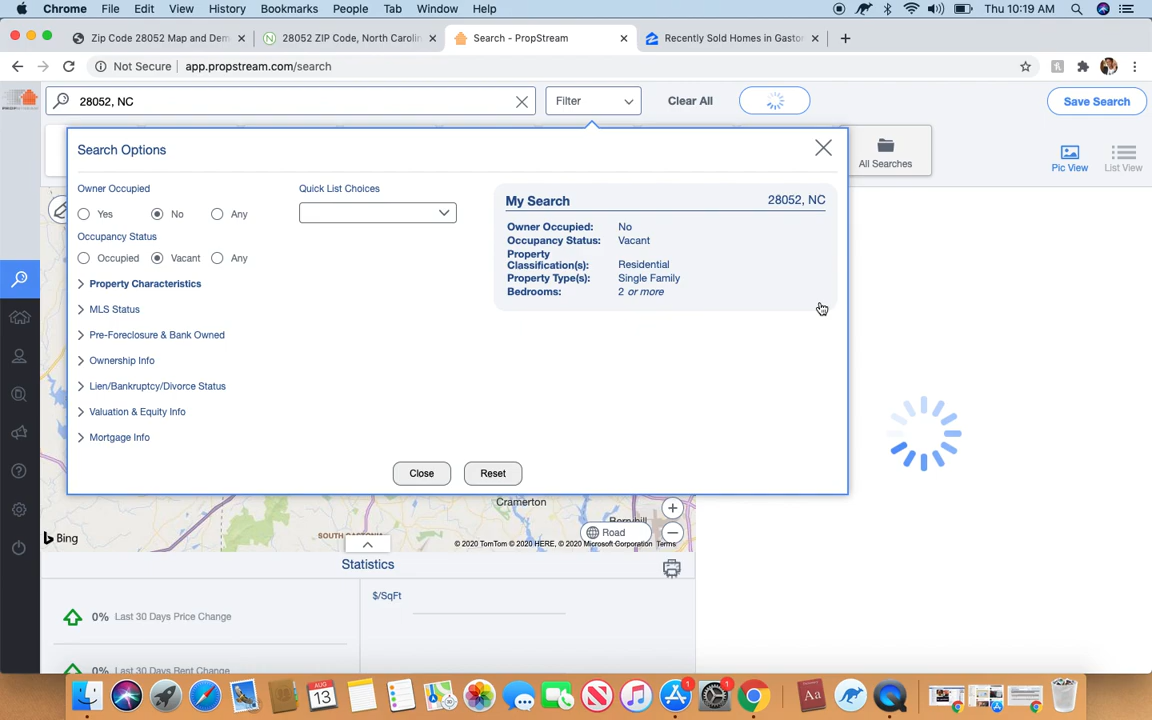 Chrome File Edit View History Bookmarks People Tab Window Help Thu 10:19 AM
Zip Code 28052 Map and Dem × 28052 ZIP Code, North Carolin × Search - PropStream × Recently Sold Homes in Gaston × +
Not Secure | app.propstream.com/search
28052, NC Filter Clear All Save Search
Search Options
All Searches Pic View List View
Owner Occupied Quick List Choices My Search 28052, NC
Yes No Any
Owner Occupied: No
Occupancy Status Occupancy Status: Vacant
Occupied Vacant Any
Property
Classification(s): Residential
Property Characteristics Property Type(s): Single Family
Bedrooms: 2 or more
MLS Status
Pre-Foreclosure & Bank Owned
Ownership Info
Lien/Bankruptcy/Divorce Status
Valuation & Equity Info
Mortgage Info
Close Reset
Cramerton
Road
Bing
© 2020 TomTom © 2020 HERE, © 2020 Microsoft Corporation Terms
Statistics
$/SqFt
0% Last 30 Days Price Change
0% Last 30 Days Rent Change
AUG
13
1 1
Aa